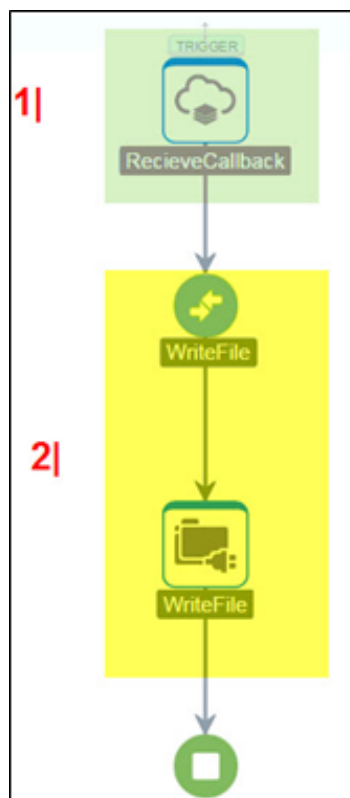 TRIGGER
1|
RecieveCallback
WriteFile
2|
WriteFile